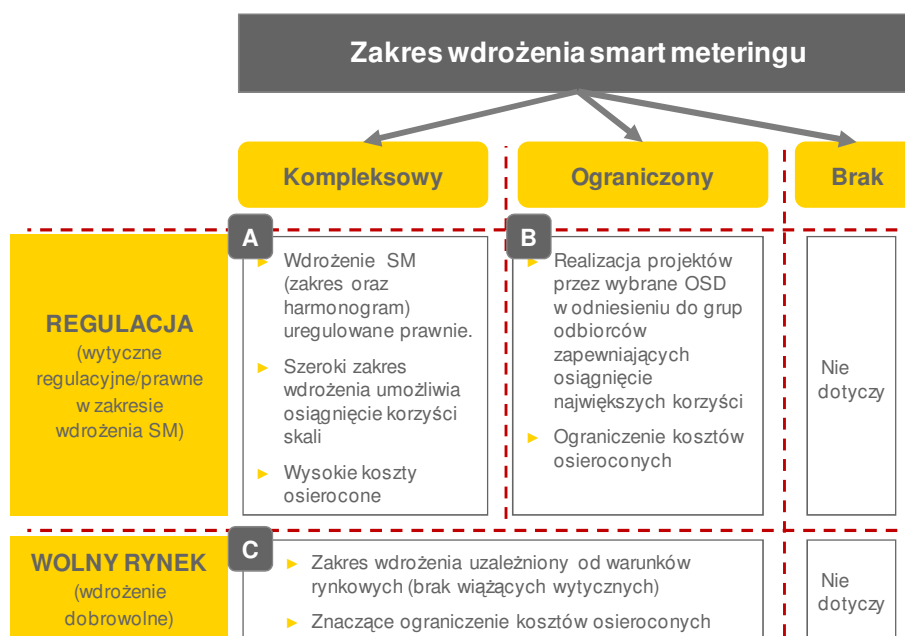 Zakres wdrożenia smart meteringu
Kompleksowy
Ograniczony
Brak
REGULACJA
(wytyczne
regulacyjne/prawne
w zakresie
wdrożenia SM)
A
► Wdrożenie SM
(zakres oraz
harmonogram)
uregulowane prawnie.
► Szeroki zakres
wdrożenia umożliwia
osiągnięcie korzyści
skali
► Wysokie koszty
osierocone
B
► Realizacja projektów
przez wybrane OSD
w odniesieniu do grup
odbiorców
zapewniających
osiągnięcie
największych korzyści
► Ograniczenie kosztów
osieroconych
Nie
dotyczy
WOLNY RYNEK
(wdrożenie
dobrowolne)
C
► Zakres wdrożenia uzależniony od warunków
rynkowych (brak wiążących wytycznych)
► Znaczące ograniczenie kosztów osieroconych
Nie
dotyczy